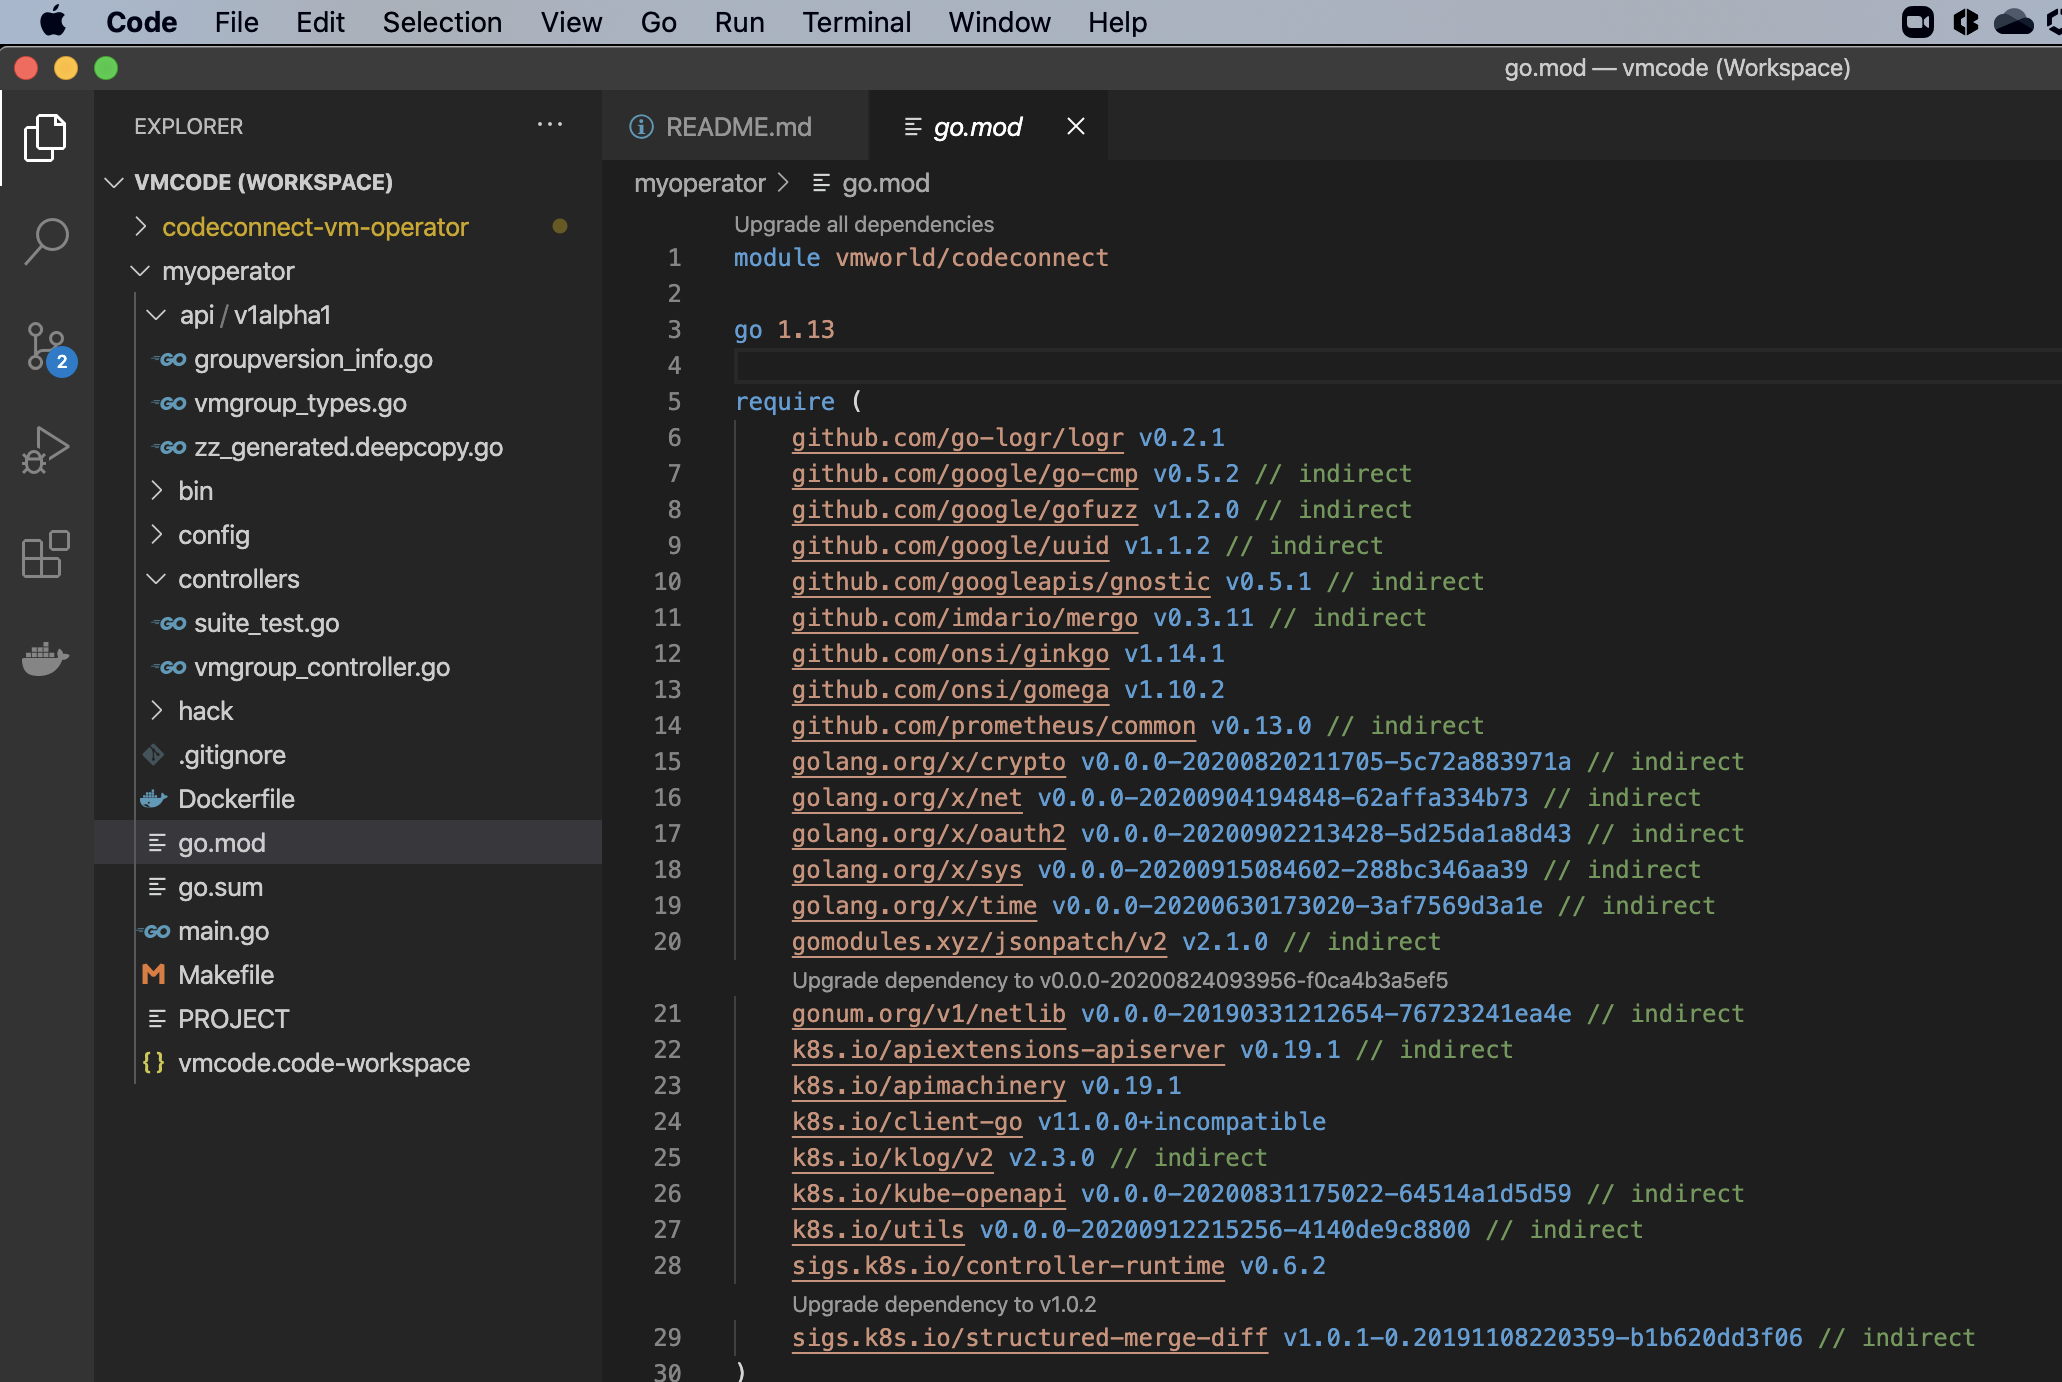 Code File Edit Selection View Go Run Terminal Window Help
go.mod — vmcode (Workspace)
EXPLORER
VMCODE (WORKSPACE)
codeconnect-vm-operator
myoperator
api / v1alpha1
GO groupversion_info.go
GO vmgroup_types.go
GO zz_generated.deepcopy.go
bin
config
controllers
GO suite_test.go
GO vmgroup_controller.go
hack
.gitignore
Dockerfile
go.mod
go.sum
GO main.go
M Makefile
PROJECT
{} vmcode.code-workspace
2
README.md
go.mod
myoperator > go.mod
Upgrade all dependencies
1 module vmworld/codeconnect
2
3 go 1.13
4
5 require (
6 github.com/go-logr/logr v0.2.1
7 github.com/google/go-cmp v0.5.2 // indirect
8 github.com/google/gofuzz v1.2.0 // indirect
9 github.com/google/uuid v1.1.2 // indirect
10 github.com/googleapis/gnostic v0.5.1 // indirect
11 github.com/imdario/mergo v0.3.11 // indirect
12 github.com/onsi/ginkgo v1.14.1
13 github.com/onsi/gomega v1.10.2
14 github.com/prometheus/common v0.13.0 // indirect
15 golang.org/x/crypto v0.0.0-20200820211705-5c72a883971a // indirect
16 golang.org/x/net v0.0.0-20200904194848-62affa334b73 // indirect
17 golang.org/x/oauth2 v0.0.0-20200902213428-5d25da1a8d43 // indirect
18 golang.org/x/sys v0.0.0-20200915084602-288bc346aa39 // indirect
19 golang.org/x/time v0.0.0-20200630173020-3af7569d3a1e // indirect
20 gomodules.xyz/jsonpatch/v2 v2.1.0 // indirect
Upgrade dependency to v0.0.0-20200824093956-f0ca4b3a5ef5
21 gonum.org/v1/netlib v0.0.0-20190331212654-76723241ea4e // indirect
22 k8s.io/apiextensions-apiserver v0.19.1 // indirect
23 k8s.io/apimachinery v0.19.1
24 k8s.io/client-go v11.0.0+incompatible
25 k8s.io/klog/v2 v2.3.0 // indirect
26 k8s.io/kube-openapi v0.0.0-20200831175022-64514a1d5d59 // indirect
27 k8s.io/utils v0.0.0-20200912215256-4140de9c8800 // indirect
28 sigs.k8s.io/controller-runtime v0.6.2
Upgrade dependency to v1.0.2
29 sigs.k8s.io/structured-merge-diff v1.0.1-0.20191108220359-b1b620dd3f06 // indirect
30 )